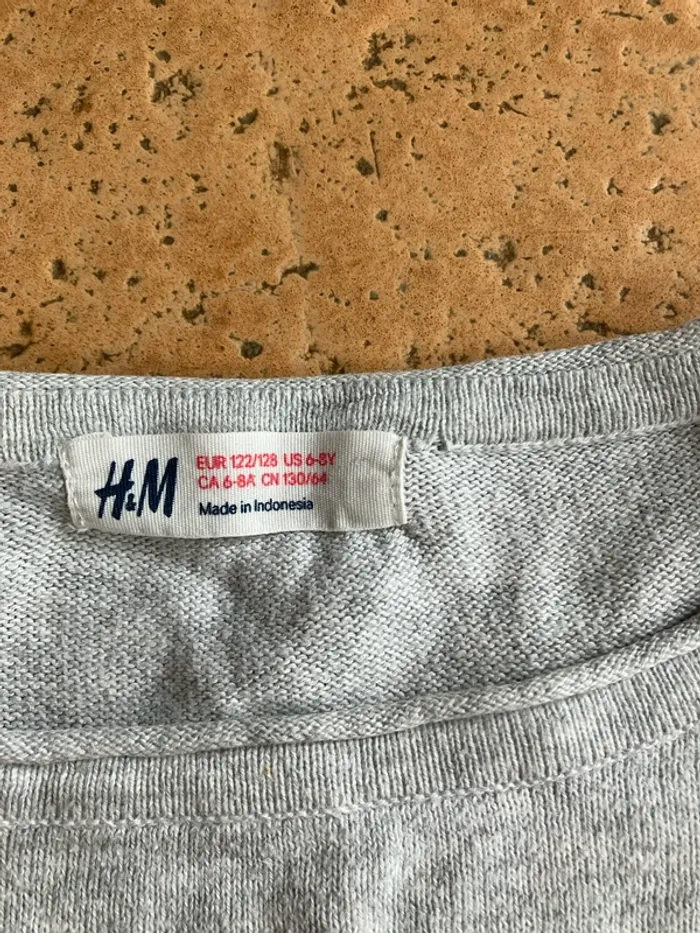 H&M
EUR 122/128 US 6-8Y
CA 6-8A CN 130/64
Made in Indonesia